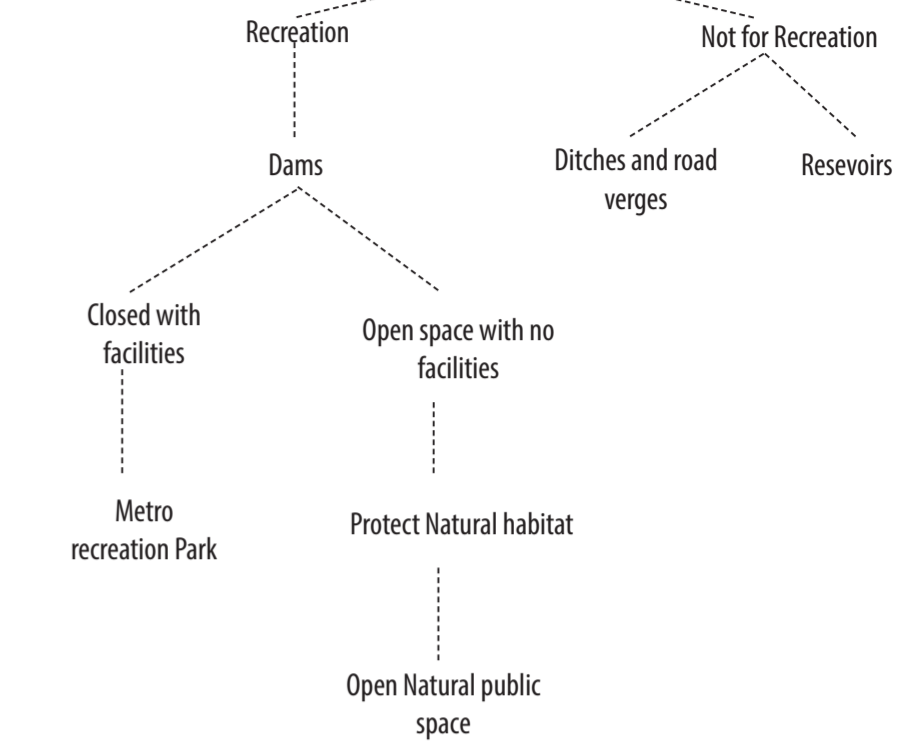 Recreation
Not for Recreation
Dams
Ditches and road
verges
Resevoirs
Closed with
facilities
Open space with no
facilities
Metro
recreation Park
Protect Natural habitat
Open Natural public
space